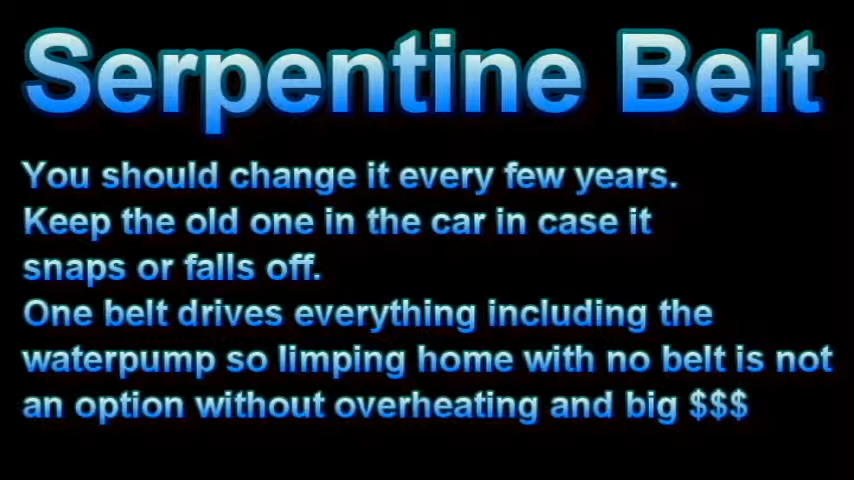 Serpentine Belt
You should change it every few years.
Keep the old one in the car in case it
snaps or falls off.
One belt drives everything including the
waterpump so limping home with no belt is not
an option without overheating and big $$$